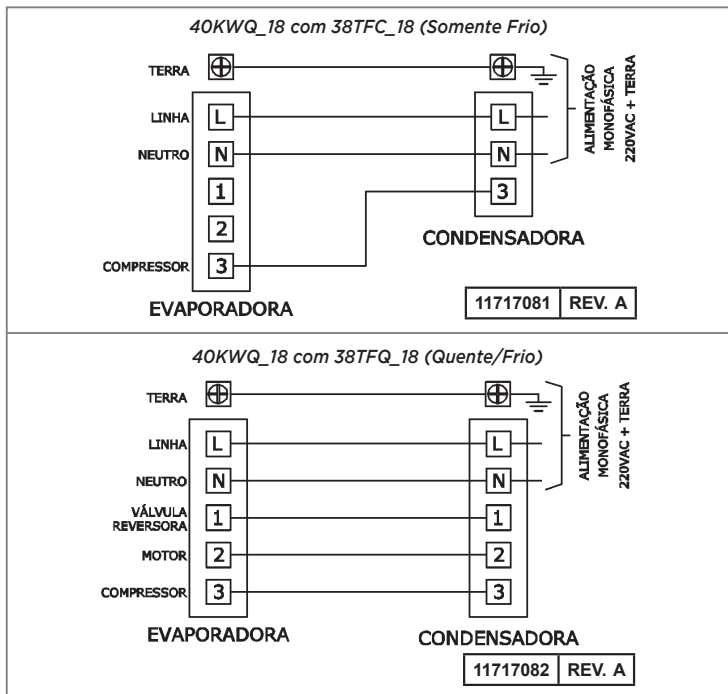 40KWQ_18 com 38TFC_18 (Somente Frio)
TERRA
LINHA L L
NEUTRO N N
1 3
2
COMPRESSOR 3
EVAPORADORA
CONDENSADORA
ALIMENTAÇÃO
MONOFÁSICA
220VAC + TERRA
11717081 REV. A
40KWQ_18 com 38TFQ_18 (Quente/Frio)
TERRA
LINHA L L
NEUTRO N N
VÁLVULA
REVERSORA 1 1
MOTOR 2 2
COMPRESSOR 3 3
EVAPORADORA
CONDENSADORA
ALIMENTAÇÃO
MONOFÁSICA
220VAC + TERRA
11717082 REV. A